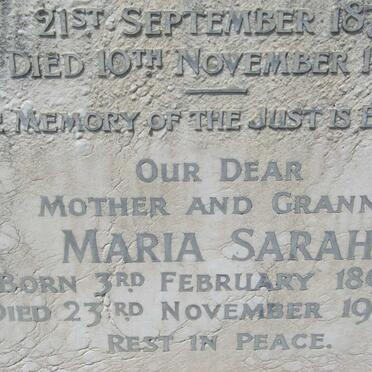 21ST SEPTEMBER 18
DIED 10TH NOVEMBER 1
MEMORY OF THE JUST IS
OUR DEAR
MOTHER AND GRANN
MARIA SARAH
BORN 3RD FEBRUARY 18
DIED 23RD NOVEMBER 19
REST IN PEACE.